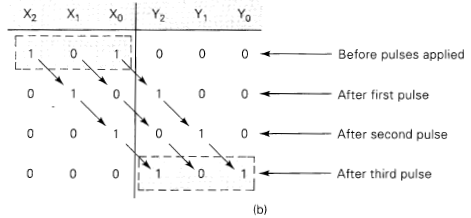 X2 X1 X0 Y2 Y1 Y0
1 0 1 0 0 0 Before pulses applied
0 1 0 1 0 0 After first pulse
0 0 1 0 1 0 After second pulse
0 0 0 1 0 1 After third pulse
(b)